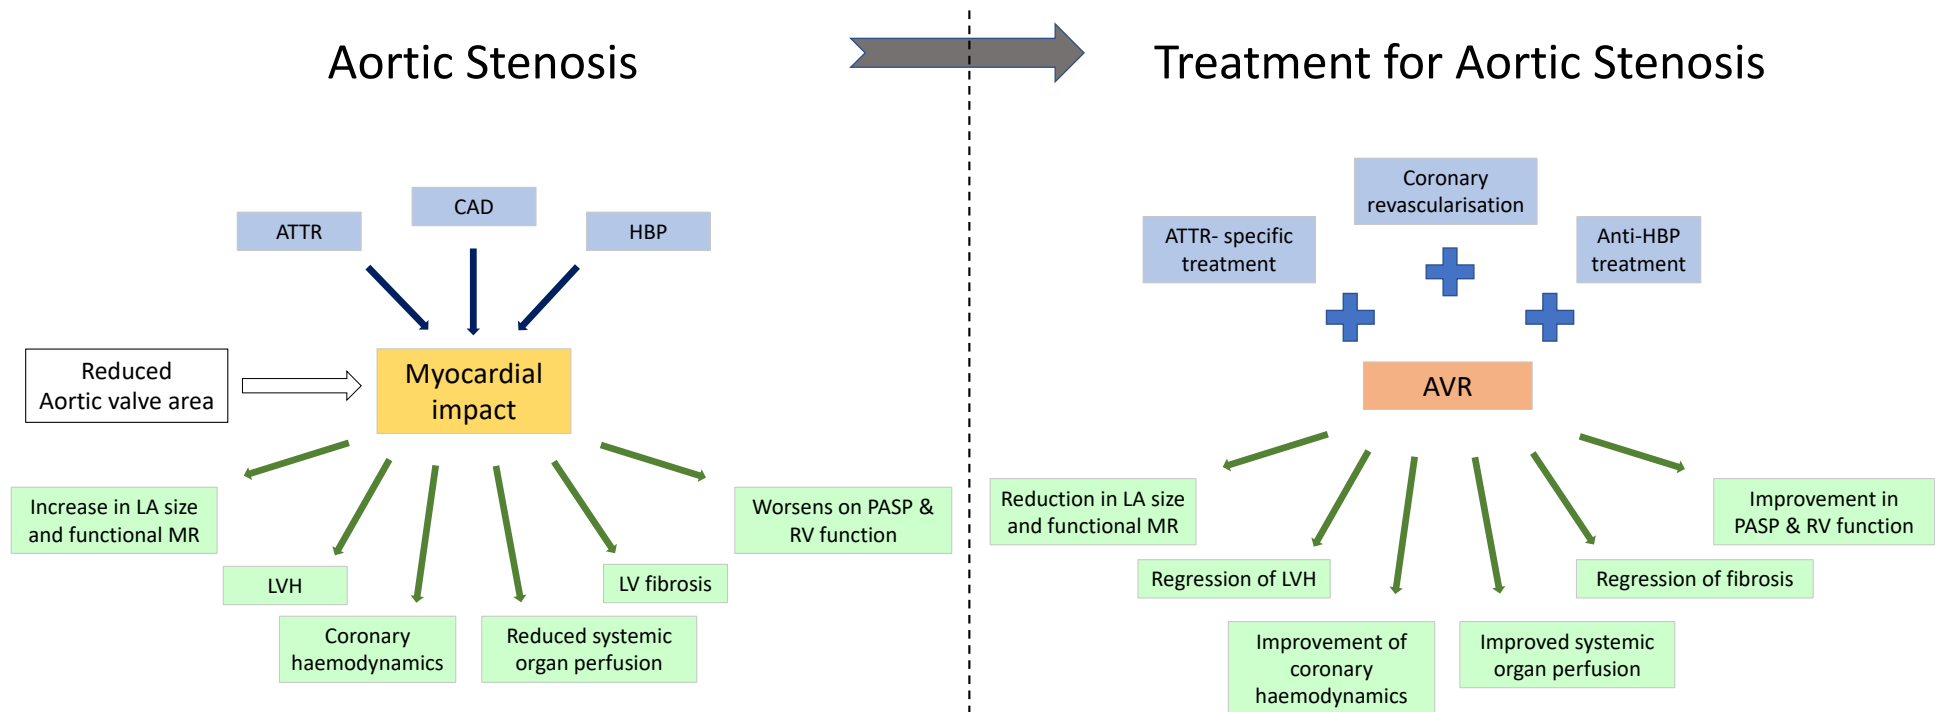 Aortic Stenosis
ATTR
CAD
HBP
Reduced
Aortic valve area
Myocardial
impact
Increase in LA size
and functional MR
LVH
Coronary
haemodynamics
Reduced systemic
organ perfusion
LV fibrosis
Worsens on PASP &
RV function
Treatment for Aortic Stenosis
ATTR- specific
treatment
Coronary
revascularisation
Anti-HBP
treatment
AVR
Reduction in LA size
and functional MR
Regression of LVH
Improvement of
coronary
haemodynamics
Improved systemic
organ perfusion
Regression of fibrosis
Improvement in
PASP & RV function